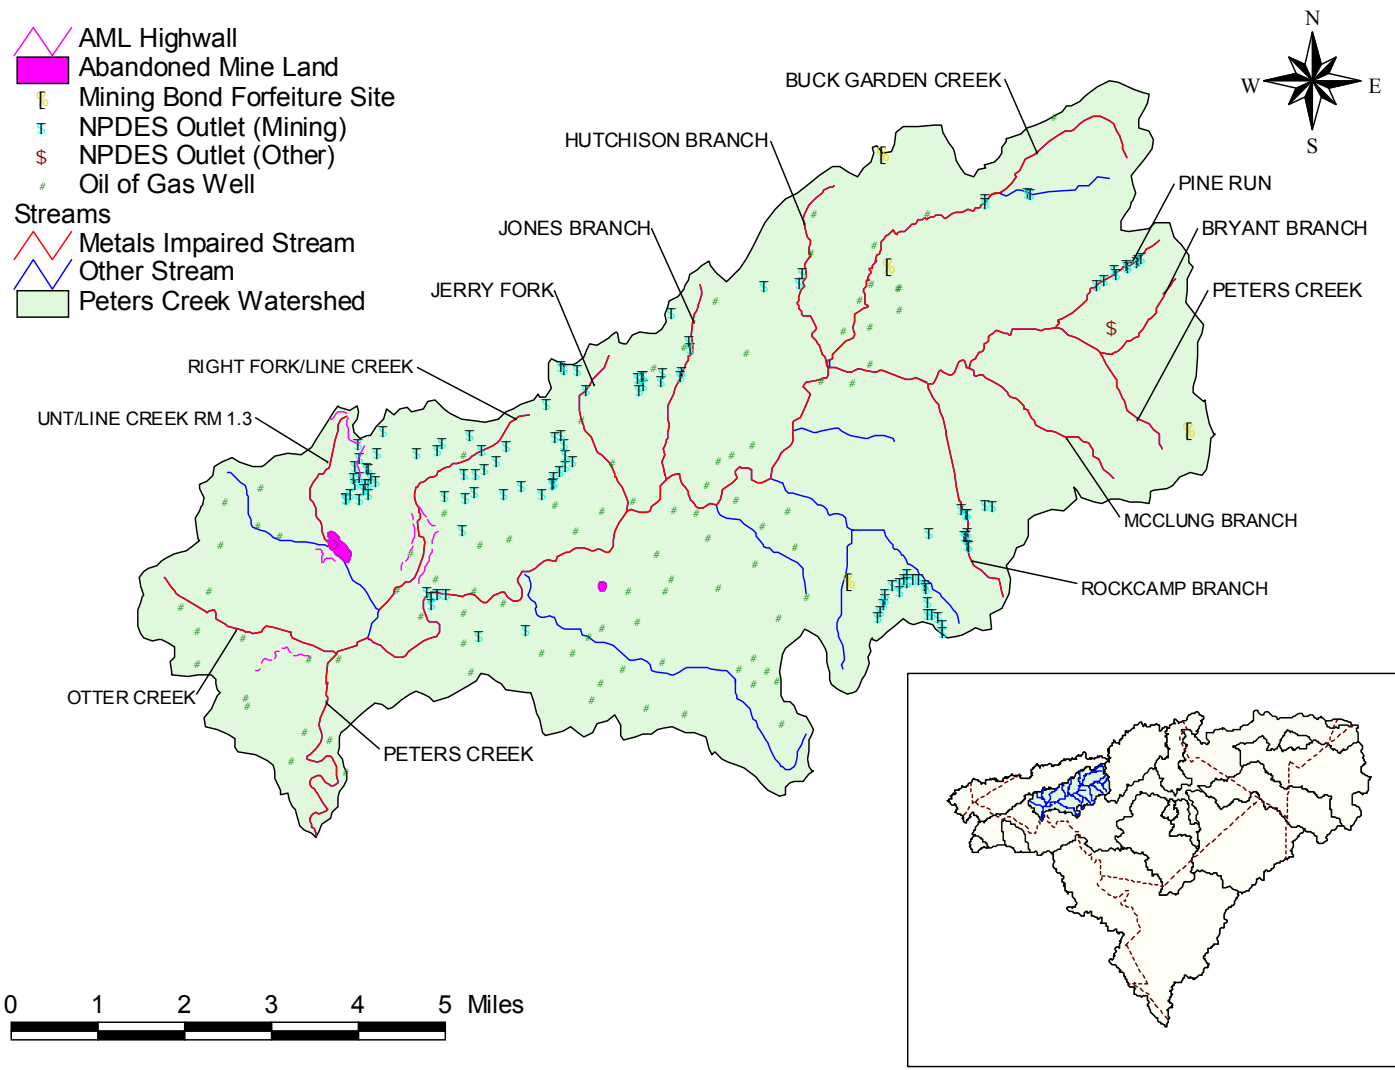 AML Highwall
Abandoned Mine Land
Mining Bond Forfeiture Site
NPDES Outlet (Mining)
NPDES Outlet (Other)
Oil of Gas Well
Streams
Metals Impaired Stream
Other Stream
Peters Creek Watershed
N
W E
S
BUCK GARDEN CREEK
HUTCHISON BRANCH
PINE RUN
JONES BRANCH
BRYANT BRANCH
JERRY FORK
PETERS CREEK
RIGHT FORK/LINE CREEK
UNT/LINE CREEK RM 1.3
MCCLUNG BRANCH
ROCKCAMP BRANCH
OTTER CREEK
PETERS CREEK
0 1 2 3 4 5 Miles